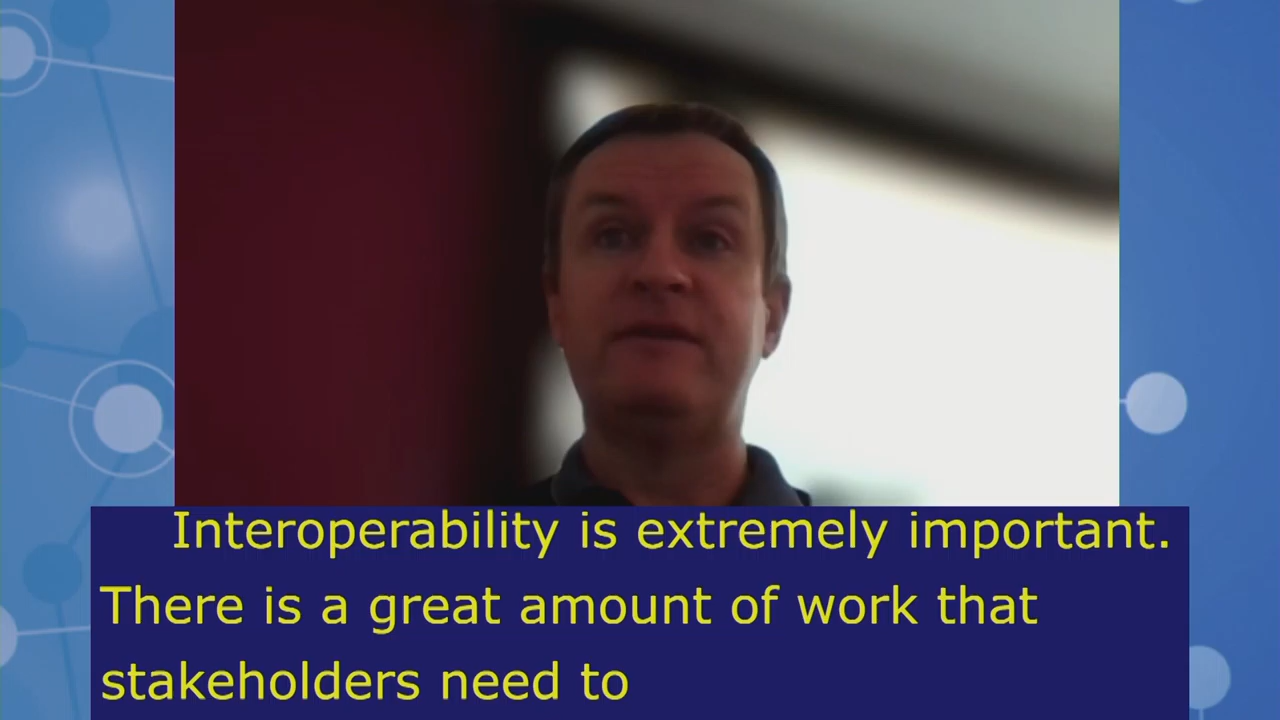 Interoperability is extremely important.
There is a great amount of work that
stakeholders need to